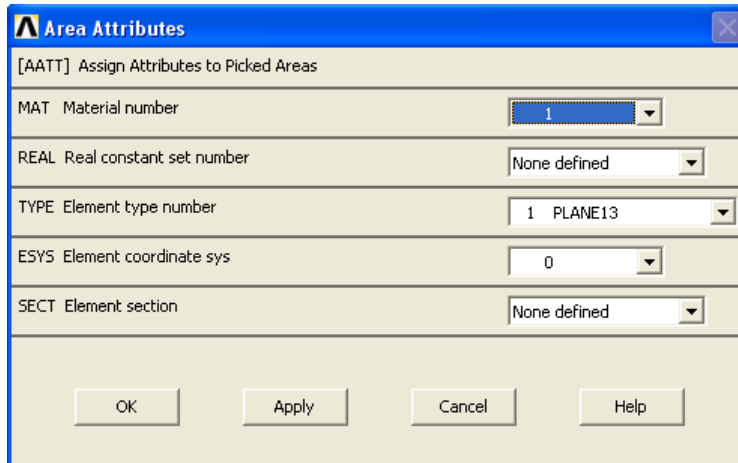 Area Attributes
[AATT] Assign Attributes to Picked Areas
MAT Material number 1
REAL Real constant set number None defined
TYPE Element type number 1 PLANE13
ESYS Element coordinate sys 0
SECT Element section None defined
OK Apply Cancel Help